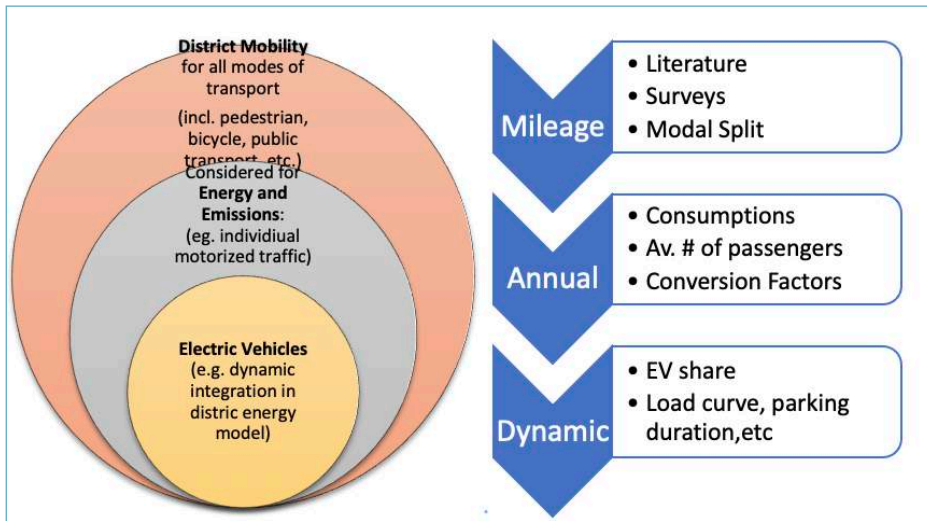 District Mobility
for all modes of
transport
(incl. pedestrian,
bicycle, public
transport, etc.)
Considered for
Energy and
Emissions:
(eg. individiual
motorized traffic)
Electric Vehicles
(e.g. dynamic
integration in
distric energy
model)
Mileage
• Literature
• Surveys
• Modal Split
Annual
• Consumptions
• Av. # of passengers
• Conversion Factors
Dynamic
• EV share
• Load curve, parking
duration,etc